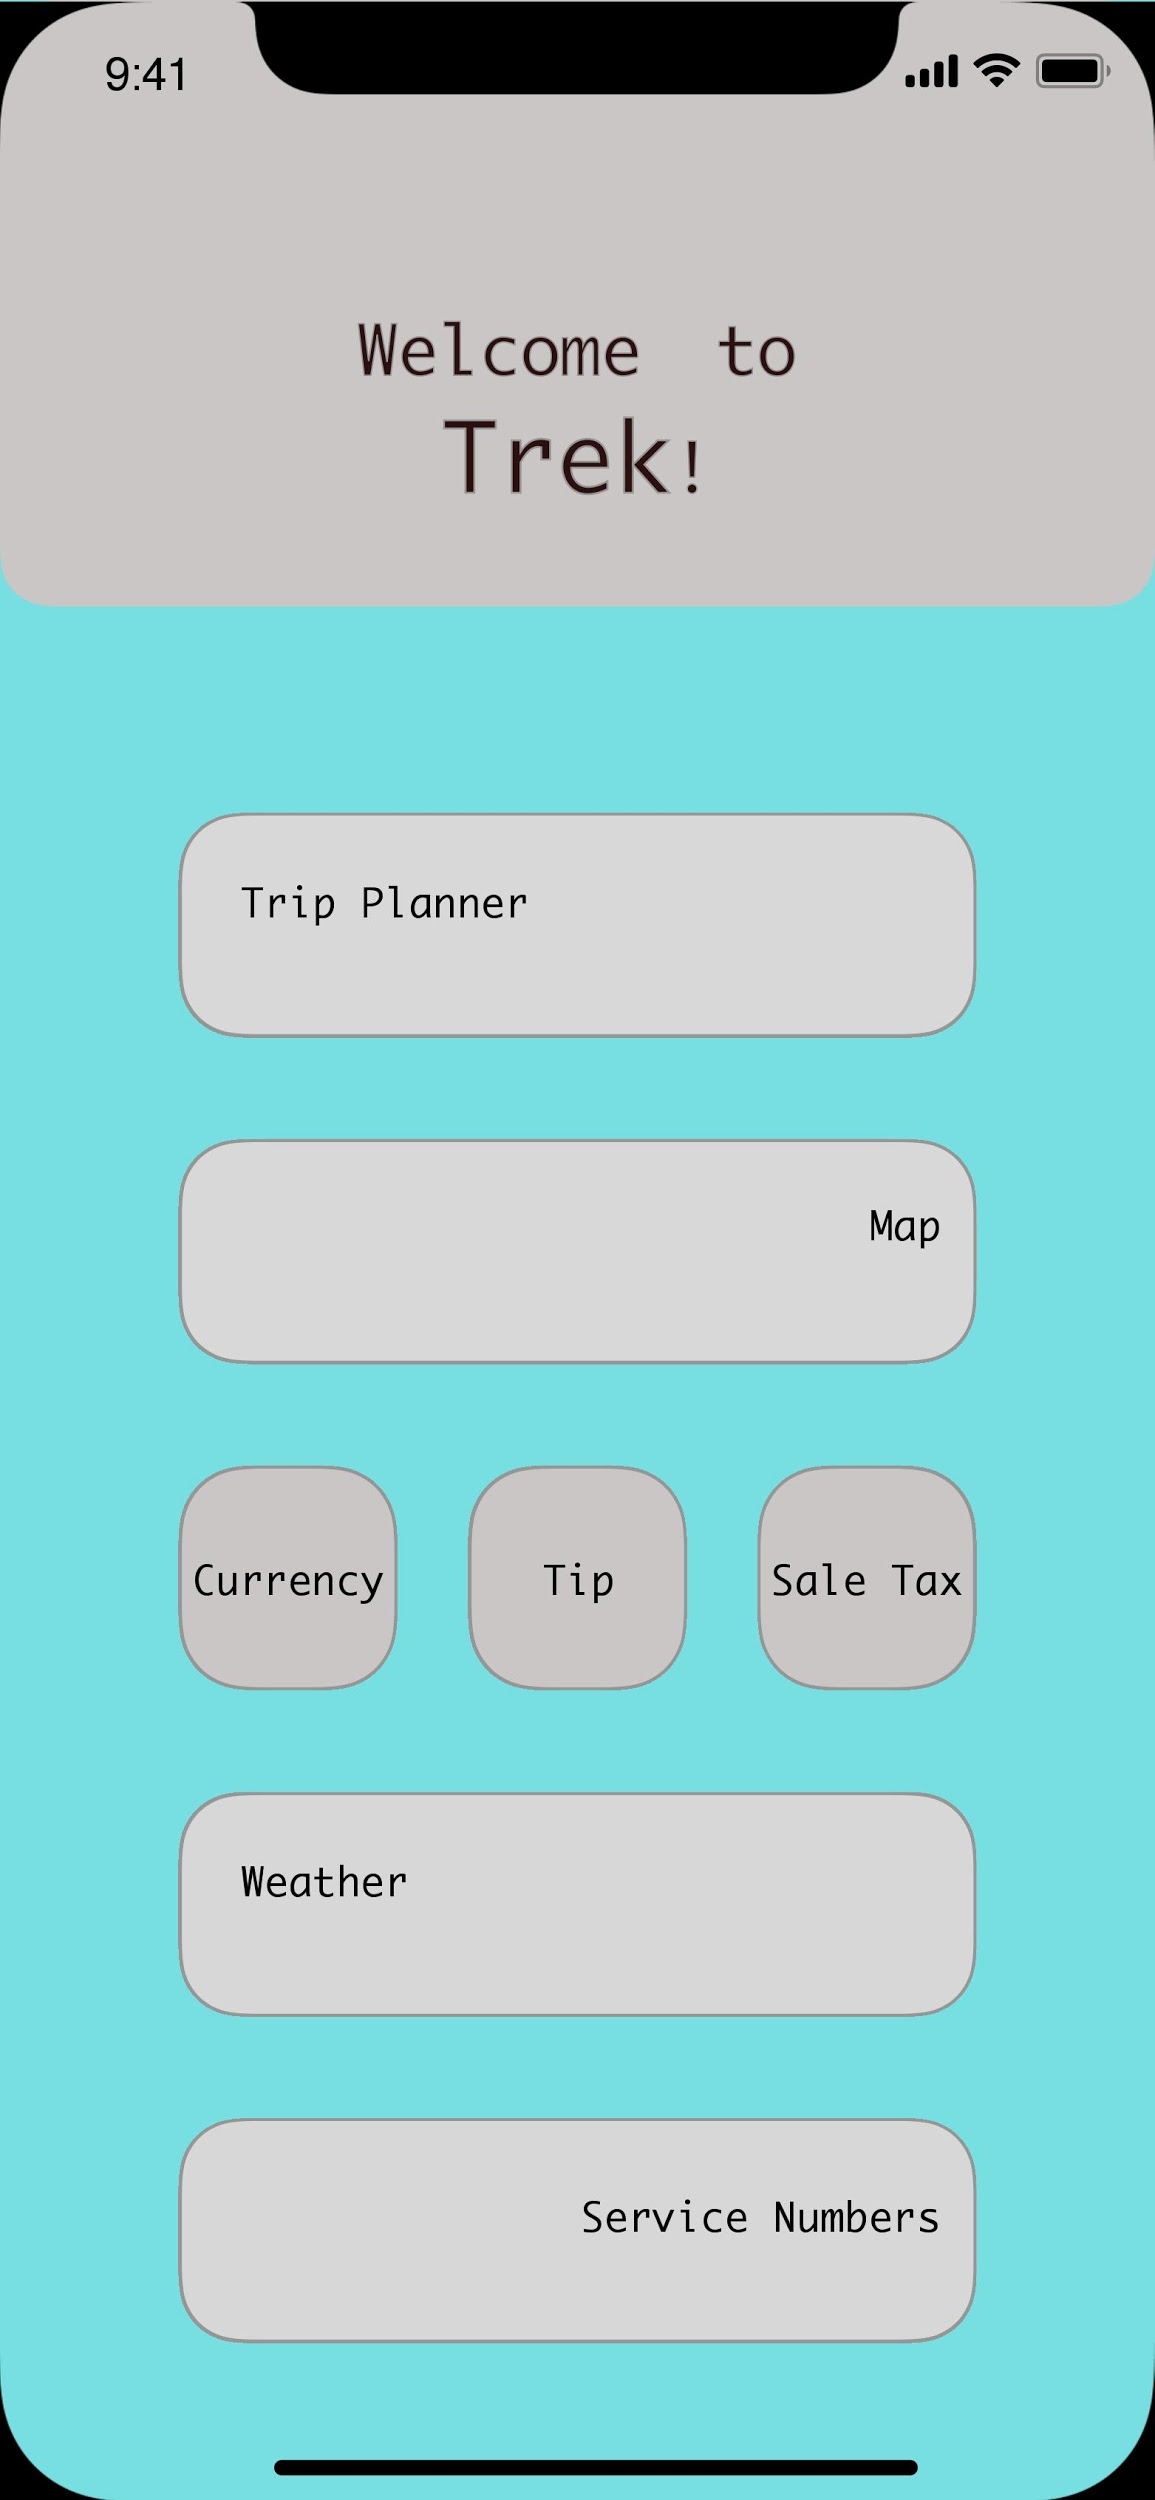 9:41
Welcome to
Trek!
Trip Planner
Map
Currency Tip Sale Tax
Weather
Service Numbers